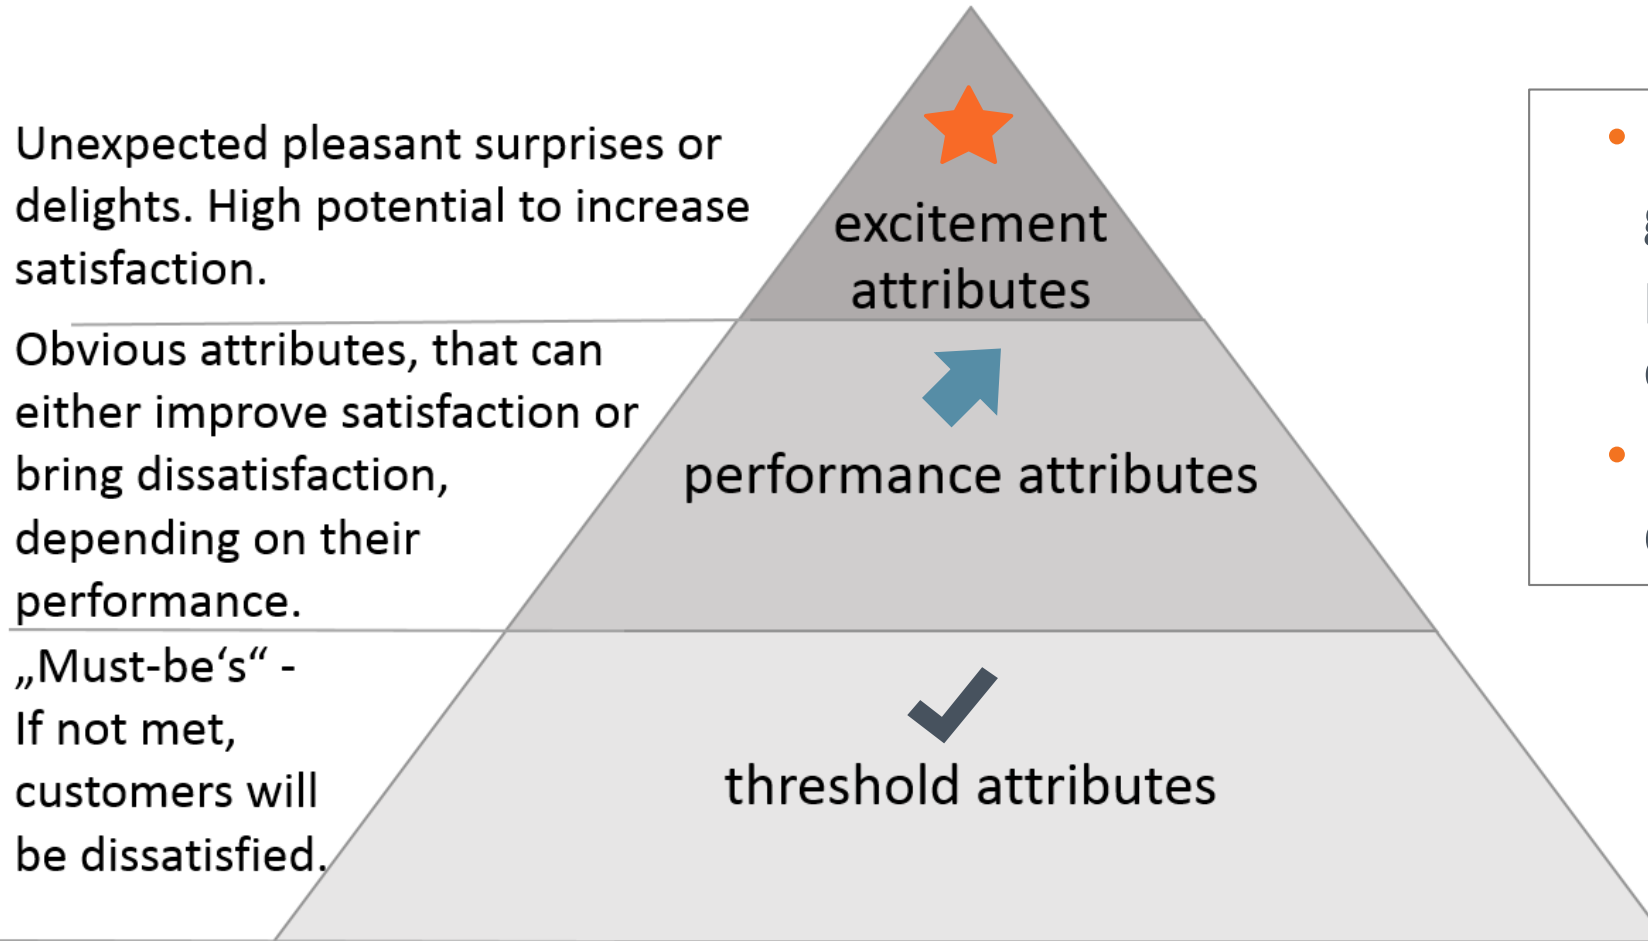 Unexpected pleasant surprises or
delights. High potential to increase
satisfaction.
excitement
attributes
Obvious attributes, that can
either improve satisfaction or
bring dissatisfaction,
depending on their
performance.
performance attributes
„Must-be‘s“ -
If not met,
customers will
be dissatisfied.
threshold attributes